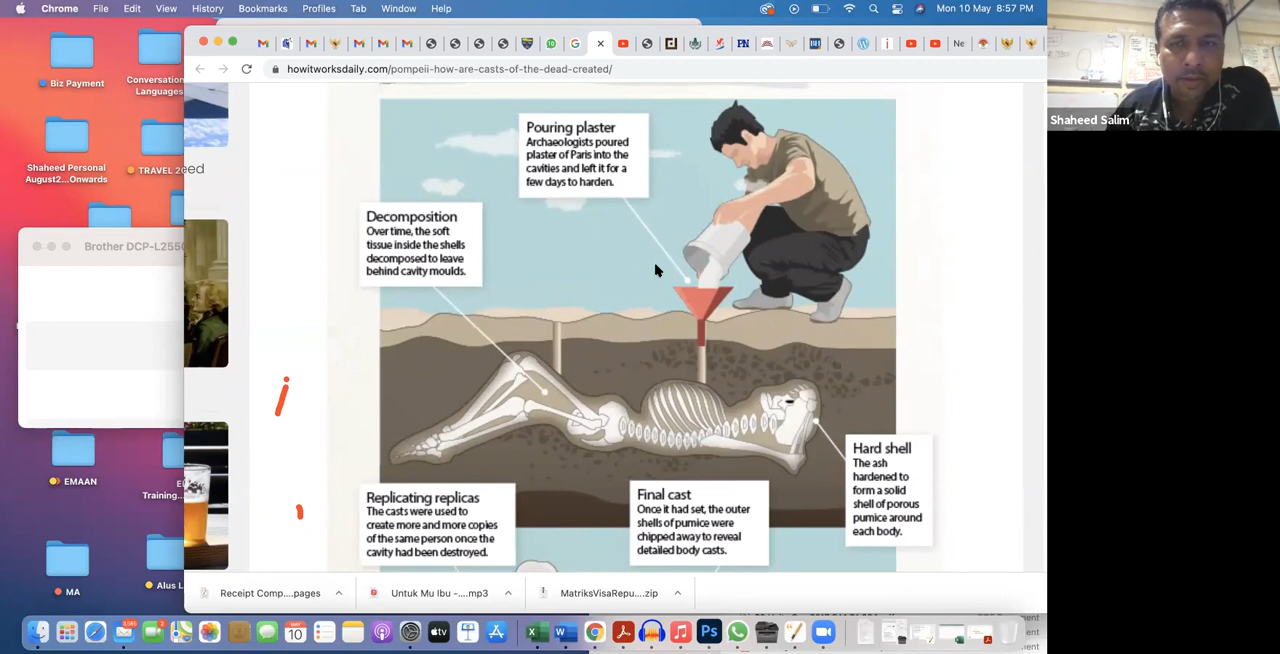 Chrome File Edit View History Bookmarks Profiles Tab Window Help
Mon 10 May 8:57 PM
howitworksdaily.com/pompeii-how-are-casts-of-the-dead-created/
Biz Payment
Conversation
Languages
Shaheed Personal
August2...Onwards
TRAVEL 20
eed
Brother DCP-L2550
EMAAN
Training...
MA
Alus L
Pouring plaster
Archaeologists poured
plaster of Paris into the
cavities and left it for a
few days to harden.
Decomposition
Over time, the soft
tissue inside the shells
decomposed to leave
behind cavity moulds.
Hard shell
The ash
hardened to
form a solid
shell of porous
pumice around
each body.
Replicating replicas
The casts were used to
create more and more copies
of the same person once the
cavity had been destroyed.
Final cast
Once it had set, the outer
shells of pumice were
chipped away to reveal
detailed body casts.
Receipt Comp....pages
Untuk Mu Ibu -....mp3
MatriksVisaRepu....zip
Shaheed Salim